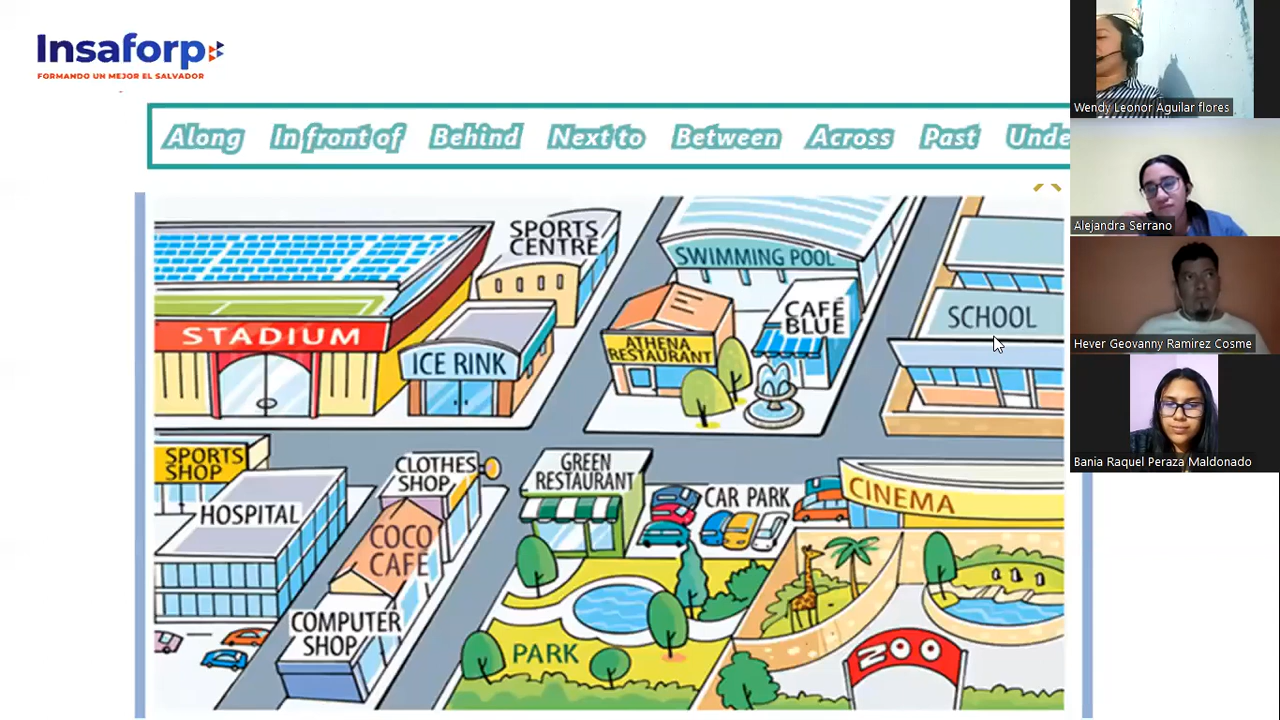 Insaforp
FORMANDO UN MEJOR EL SALVADOR
Along In front of Behind Next to Between Across Past Unde
SPORTS
CENTRE
SWIMMING POOL
STADIUM
ICE RINK
ATHENA
RESTAURANT
CAFÉ
BLUE
SCHOOL
SPORTS
SHOP
HOSPITAL
CLOTHES
SHOP
COCO
CAFE
COMPUTER
SHOP
GREEN
RESTAURANT
CAR PARK
CINEMA
PARK
ZOO
Wendy Leonor Aguilar flores
Alejandra Serrano
Hever Geovanny Ramirez Cosme
Bania Raquel Peraza Maldonado